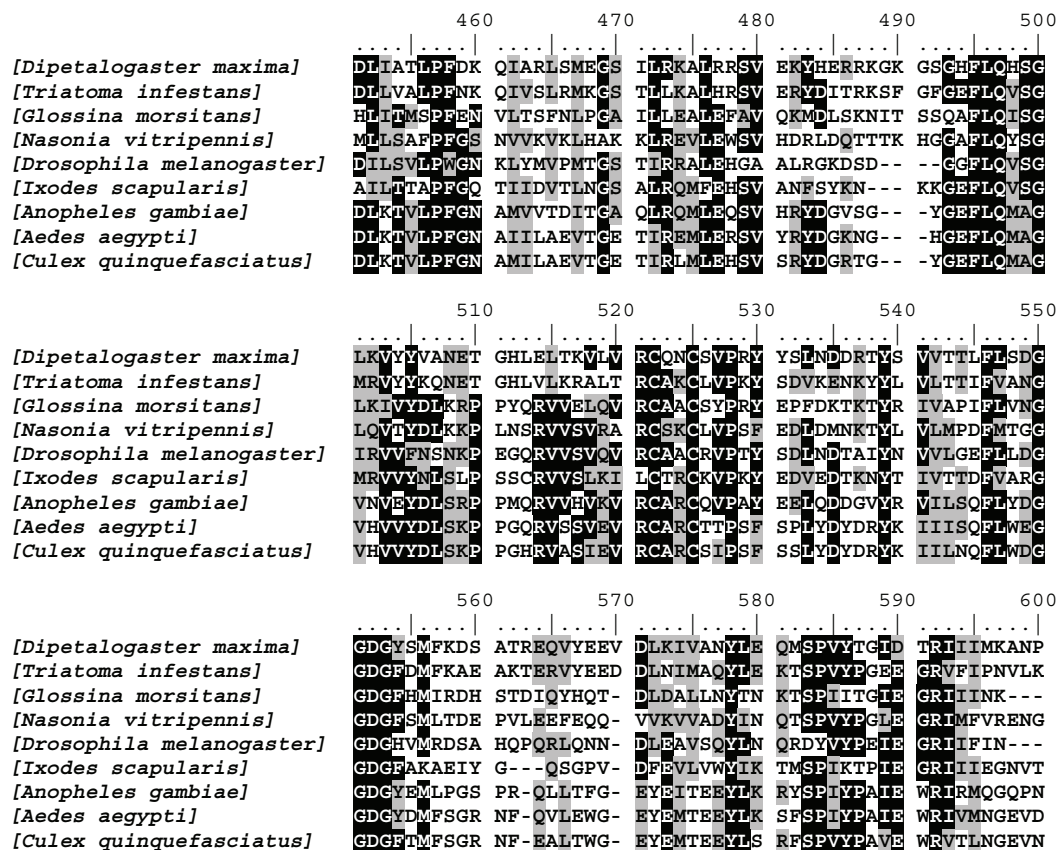 460 470 480 490 500
[Dipetalogaster maxima] DLIATLPFDK QIARLSMEGS ILRKALRRSV EKYHERRKGK GSGHFLQHSG
[Triatoma infestans] DLLVALPFNK QIVSLRMKGS TLLKALHRSV ERYDITRKSF GFGEFLQVSG
[Glossina morsitans] HLITMSPFEN VLTSFNLPGA ILLEALEFAV QKMDLSKNIT SSQAFLQISG
[Nasonia vitripennis] MLLSAFPFGS NVVKVKLHAK KLREVLEWSV HDRLDQTTTK HGGAFLQYSG
[Drosophila melanogaster] DILSVLPWGN KLYMVPMTGS TIRRALEHGA ALRGKDSD-- --GGFLQVSG
[Ixodes scapularis] AILTTAPFGQ TIIDVTLNGS ALRQMFEHSV ANFSYKN--- KKGEFLQVSG
[Anopheles gambiae] DLKTVLPFGN AMVVTDITGA QLRQMLEQSV HRYDGVSG-- -YGEFLQMAG
[Aedes aegypti] DLKTVLPFGN AIILAEVTGE TIREMLERSV YRYDGKNG-- -HGEFLQMAG
[Culex quinquefasciatus] DLKTVLPFGN AMILAEVTGE TIRLMLEHSV SRYDGRTG-- -YGEFLQMAG
510 520 530 540 550
[Dipetalogaster maxima] LKVYYVANET GHLELTKVLV RCQNCSVPRY YSLNDDRTYS VVTTLFLSDG
[Triatoma infestans] MRVYYKQNET GHLVLKRALT RCAKCLVPKY SDVKENKYYL VLTTIFVANG
[Glossina morsitans] LKIVYDLKRP PYQRVVELQV RCAACSYPRY EPFDKTKTYR IVAPIFLVNG
[Nasonia vitripennis] LQVTYDLKKP LNSRVVSVRA RCSKCLVPSF EDLDMNKTYL VLMPDFMTGG
[Drosophila melanogaster] IRVVFNSNKP EGQRVVSVQV RCAACRVPTY SDLNDTAIYN VVLGEFLLDG
[Ixodes scapularis] MRVVYNLSLP SSCRVVSLKI LCTRCKVPKY EDVEDTKNYT IVTTDFVARG
[Anopheles gambiae] VNVEYDLSRP PMQRVVHVKV RCARCQVPAY EELQDDGVYR VILSQFLYDG
[Aedes aegypti] VHVVYDLSKP PGQRVSSVEV RCARCTTPSF SPLYDYDRYK IIISQFLWEG
[Culex quinquefasciatus] VHVVYDLSKP PGHRVASIEV RCARCSIPSF SSLYDYDRYK IILNQFLWDG
560 570 580 590 600
[Dipetalogaster maxima] GDGYSMFKDS ATREQVYEEV DLKIVANYLE QMSPVYTGID TRIIIMKANP
[Triatoma infestans] GDGFDMFKAE AKTERVYEED DLNIMAQYLE KTSPVYPGEE GRVFIPNVLK
[Glossina morsitans] GDGFHMIRDH STDIQYHQT- DLDALLNYTN KTSPIITGIE GRIIINK---
[Nasonia vitripennis] GDGFSMLTDE PVLEEFEQQ- VVKVVADYIN QTSPVYPGLE GRIMFVRENG
[Drosophila melanogaster] GDGHVMRDSA HQPQRLQNN- DLEAVSQYLN QRDYVYPEIE GRIIFIN---
[Ixodes scapularis] GDGFAKAEIY G---QSGPV- DFEVLVWYIK TMSPIKTPIE GRIIIEGNVT
[Anopheles gambiae] GDGYEMLPGS PR-QLLTFG- EYEITEEYLK RYSPIYPAIE WRIRMQGQPN
[Aedes aegypti] GDGYDMFSGR NF-QVLEWG- EYEMTEEYLK SFSPIYPAIE WRIVMNGEVD
[Culex quinquefasciatus] GDGFTMFSGR NF-EALTWG- EYEMTEEYLS RFSPVYPAVE WRVTLNGEVN